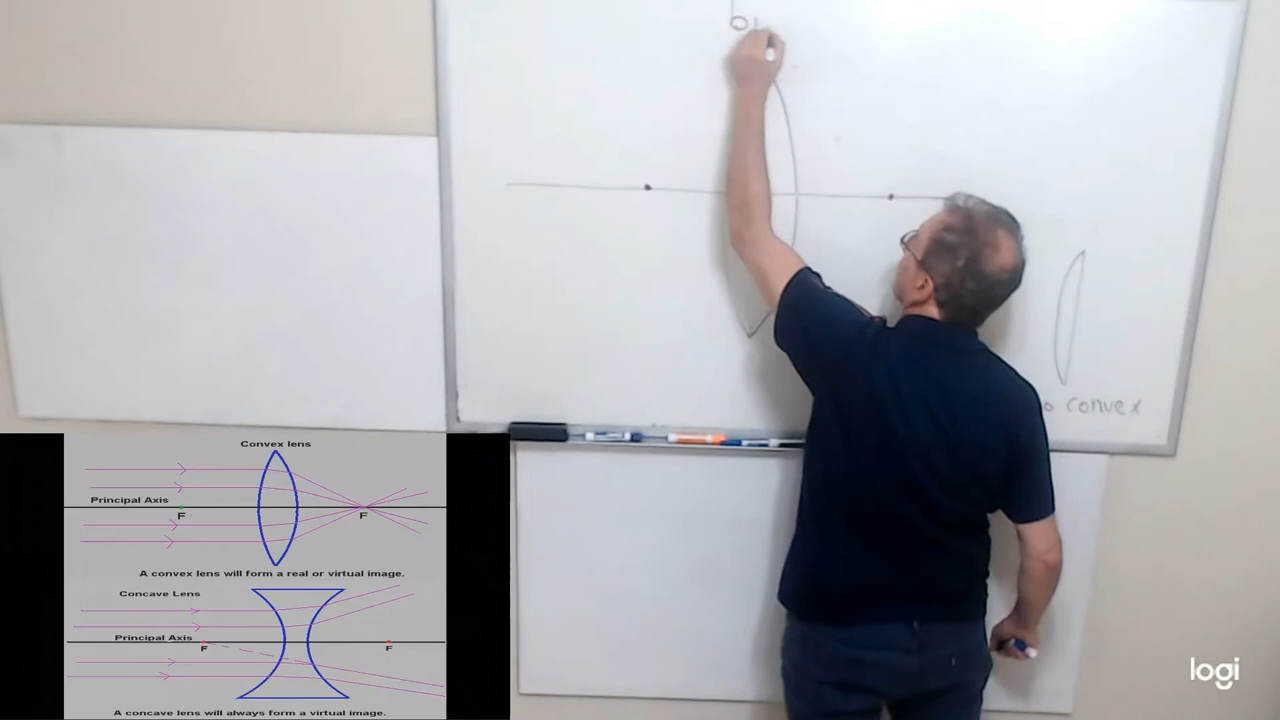 o convex
Convex lens
Principal Axis
F
F
A convex lens will form a real or virtual image.
Concave Lens
Principal Axis
F
F
A concave lens will always form a virtual image.
logi